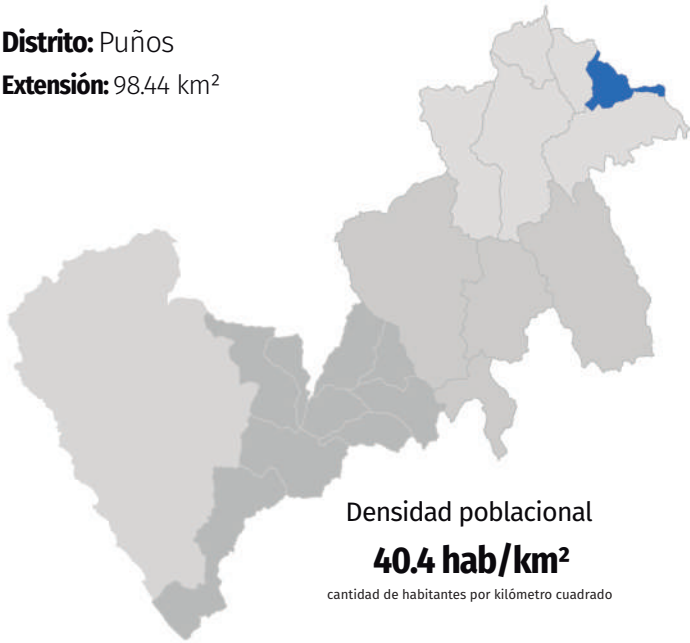 Distrito: Puños
Extensión: 98.44 km²
Densidad poblacional
40.4 hab/km²
cantidad de habitantes por kilómetro cuadrado